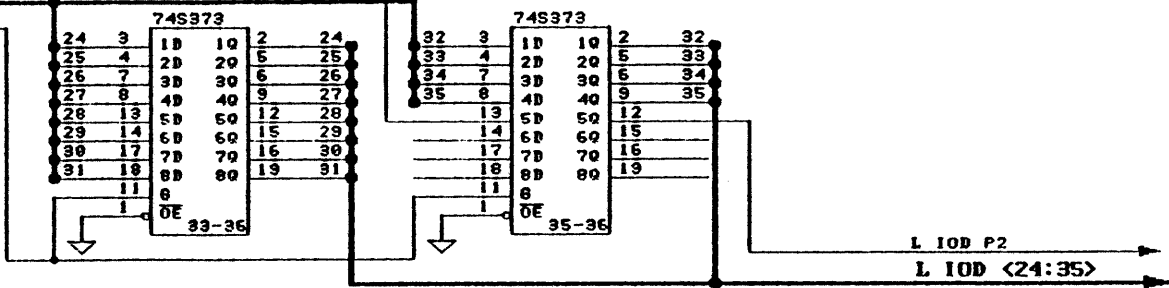 74S373 74S373
24 3 1D 1Q 2 24 32 3 1D 1Q 2 32
25 4 2D 2Q 5 25 33 4 2D 2Q 5 33
26 7 3D 3Q 6 26 34 7 3D 3Q 6 34
27 8 4D 4Q 9 27 35 8 4D 4Q 9 35
28 13 5D 5Q 12 28 13 5D 5Q 12
29 14 6D 6Q 15 29 14 6D 6Q 15
30 17 7D 7Q 16 30 17 7D 7Q 16
31 18 8D 8Q 19 31 18 8D 8Q 19
11 G 11 G
1 OE 1 OE
33-36 35-36
L IOD P2
L IOD <24:35>